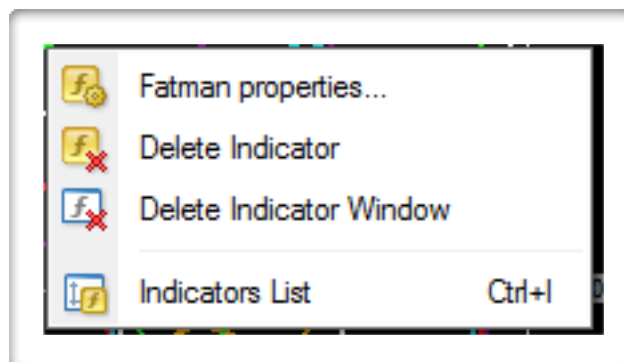 Fatman properties...
Delete Indicator
Delete Indicator Window
Indicators List Ctrl+I